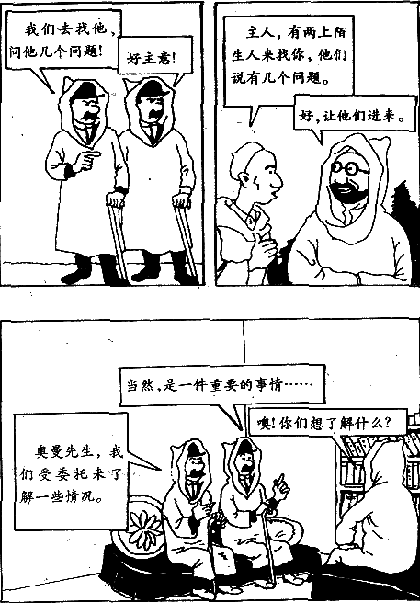 我们去找他，
问他几个问题！
好主意！
主人，有两上陌
生人来找你，他们
说有几个问题。
好，让他们进来。
当然，是一件重要的事情……
噢！你们想了解什么？
奥曼先生，我
们受委托来了
解一些情况。